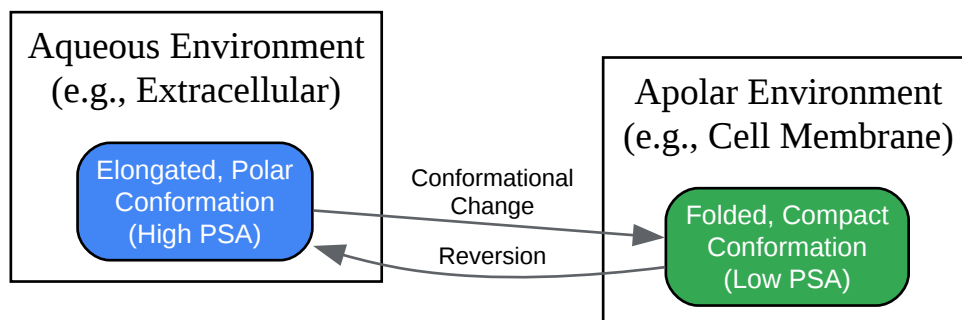 Aqueous Environment
(e.g., Extracellular)
Elongated, Polar
Conformation
(High PSA)
Conformational
Change
Reversion
Apolar Environment
(e.g., Cell Membrane)
Folded, Compact
Conformation
(Low PSA)